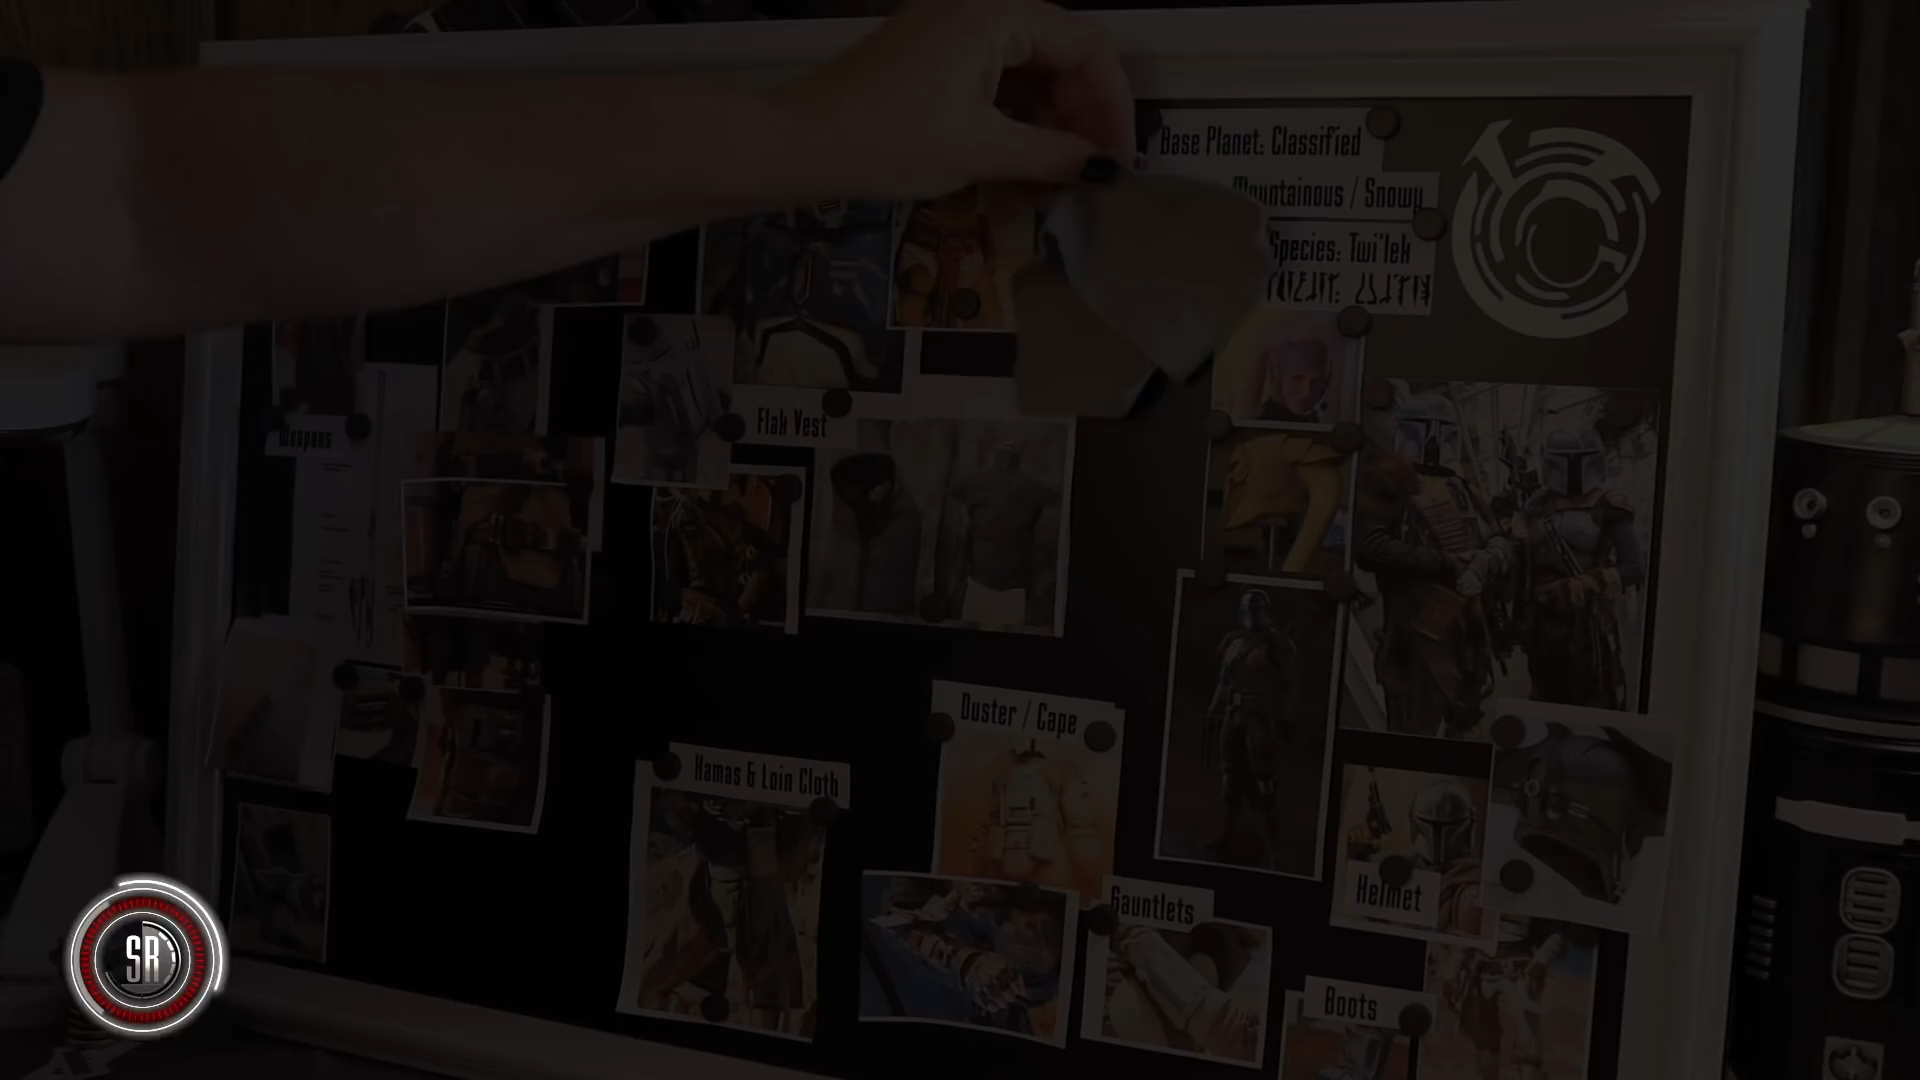 Base Planet: Classified
Mountainous / Snowy
Species: Twi'lek
Flak Vest
Weapons
Duster / Cape
Hamas & Loin Cloth
Gauntlets
Helmet
Boots
SR